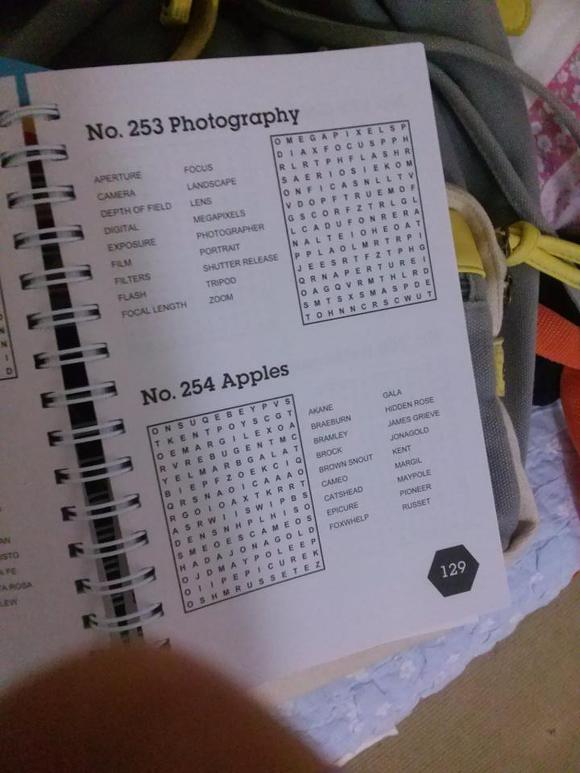 No. 253 Photography
APERTURE
CAMERA
DEPTH OF FIELD
DIGITAL
EXPOSURE
FILM
FILTERS
FLASH
FOCAL LENGTH
FOCUS
LANDSCAPE
LENS
MEGAPIXELS
PHOTOGRAPHER
PORTRAIT
SHUTTER RELEASE
TRIPOD
ZOOM
O M E G A P I X E L S P
D I A X F O C U S P P H
R L R T P H F L A S H R
S A E R I O S I E K O M
O N F I C A S N L L T V
V D O P F T R U E M O F
G S C O R F Z T R L G L
L C A D U F O N R E R A
N A L T E I O H E O A T
P P L A O L M R T R P I
J E E S R T F Z T P H G
Q R N A P E R T U R E I
O A G Q V R M T H L R D
S M T S X S M A S P D E
T O H N N C R S C W U T
No. 254 Apples
O N S U Q E B E Y P V S
T K E N T P O Y S C G T
O E M A R G I L E X O A
R V R E B U G E N T M C
Y E L M A R B G A L A T
B I E P F Z O E K C I Q
Q R S N A O I C A A A O
R G O I O A X T K R R T
A S R W I I S W I P B S
D E N S N H P L H I S O
S M E O E S C A M E O S
H A D A J O N A G O L D
O J D M A Y P O L E E P
O I I P E P I C U R E K
O S H M R U S S E T E Z
AKANE
BRAEBURN
BRAMLEY
BROCK
BROWN SNOUT
CAMEO
CATSHEAD
EPICURE
FOXWHELP
GALA
HIDDEN ROSE
JAMES GRIEVE
JONAGOLD
KENT
MARGIL
MAYPOLE
PIONEER
RUSSET
129